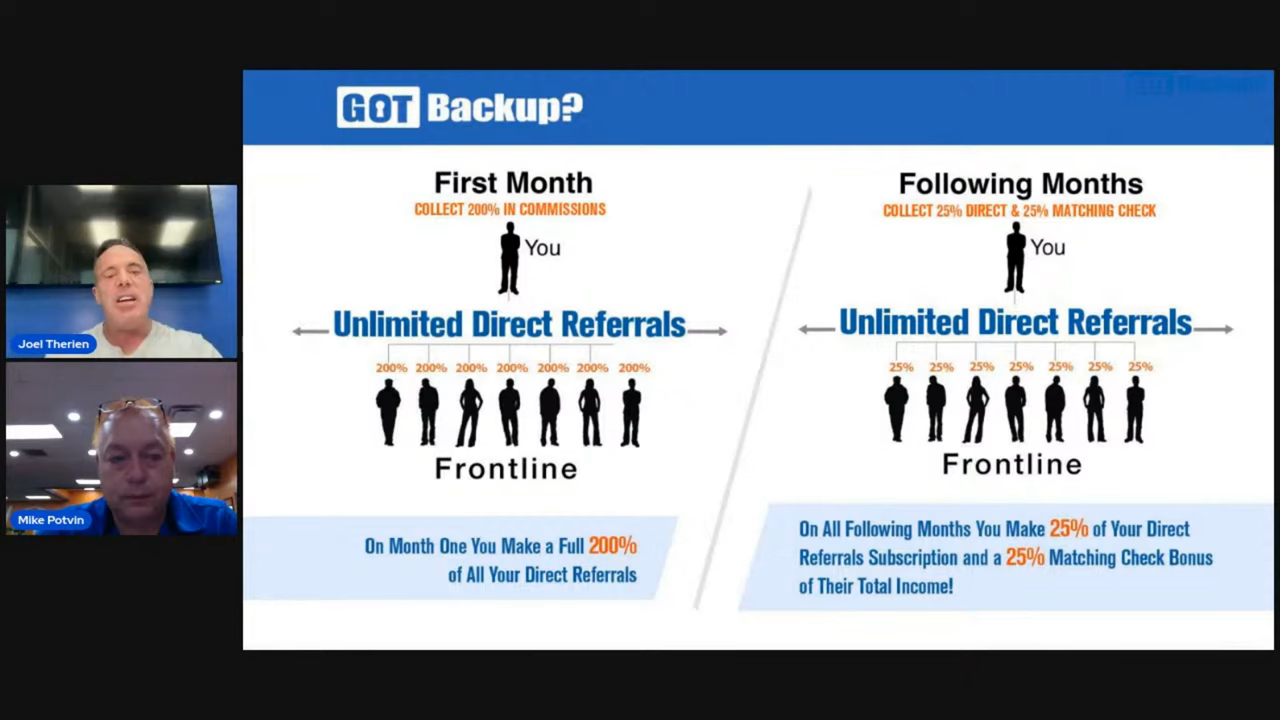 GOT Backup?
First Month
COLLECT 200% IN COMMISSIONS
You
Unlimited Direct Referrals
200% 200% 200% 200% 200% 200% 200%
Frontline
On Month One You Make a Full 200%
of All Your Direct Referrals
Following Months
COLLECT 25% DIRECT & 25% MATCHING CHECK
You
Unlimited Direct Referrals
25% 25% 25% 25% 25% 25% 25%
Frontline
On All Following Months You Make 25% of Your Direct
Referrals Subscription and a 25% Matching Check Bonus
of Their Total Income!
Joel Therien
Mike Potvin